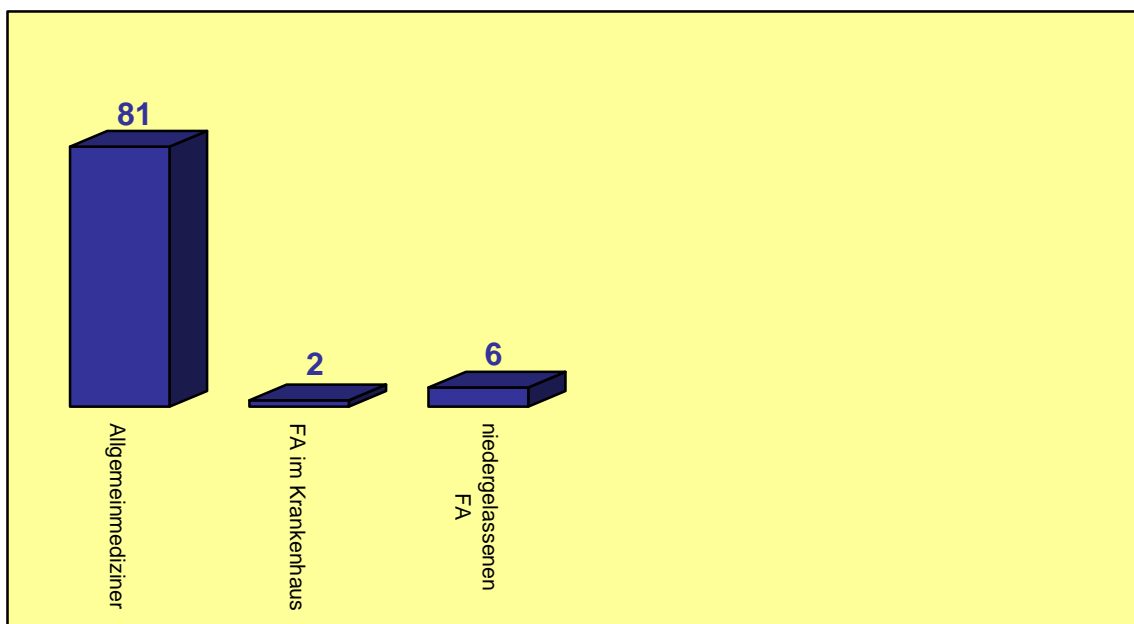 81
2
6
Allgemeinmediziner
FA im Krankenhaus
niedergelassenen
FA